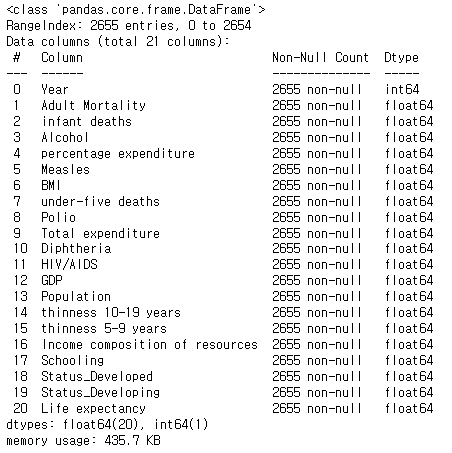 <class 'pandas.core.frame.DataFrame'>
RangeIndex: 2655 entries, 0 to 2654
Data columns (total 21 columns):
 #   Column                           Non-Null Count  Dtype
---  ------                           --------------  -----
 0   Year                             2655 non-null   int64
 1   Adult Mortality                  2655 non-null   float64
 2   infant deaths                    2655 non-null   float64
 3   Alcohol                          2655 non-null   float64
 4   percentage expenditure           2655 non-null   float64
 5   Measles                          2655 non-null   float64
 6   BMI                              2655 non-null   float64
 7   under-five deaths                2655 non-null   float64
 8   Polio                            2655 non-null   float64
 9   Total expenditure                2655 non-null   float64
 10  Diphtheria                       2655 non-null   float64
 11  HIV/AIDS                         2655 non-null   float64
 12  GDP                              2655 non-null   float64
 13  Population                       2655 non-null   float64
 14  thinness 10-19 years             2655 non-null   float64
 15  thinness 5-9 years               2655 non-null   float64
 16  Income composition of resources  2655 non-null   float64
 17  Schooling                        2655 non-null   float64
 18  Status_Developed                 2655 non-null   float64
 19  Status_Developing                2655 non-null   float64
 20  Life expectancy                  2655 non-null   float64
dtypes: float64(20), int64(1)
memory usage: 435.7 KB